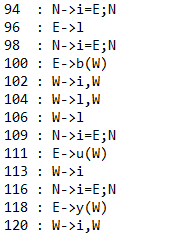 94  : N->i=E;N
96  : E->l
98  : N->i=E;N
100 : E->b(W)
102 : W->i,W
104 : W->l,W
106 : W->l
109 : N->i=E;N
111 : E->u(W)
113 : W->i
116 : N->i=E;N
118 : E->y(W)
120 : W->i,W